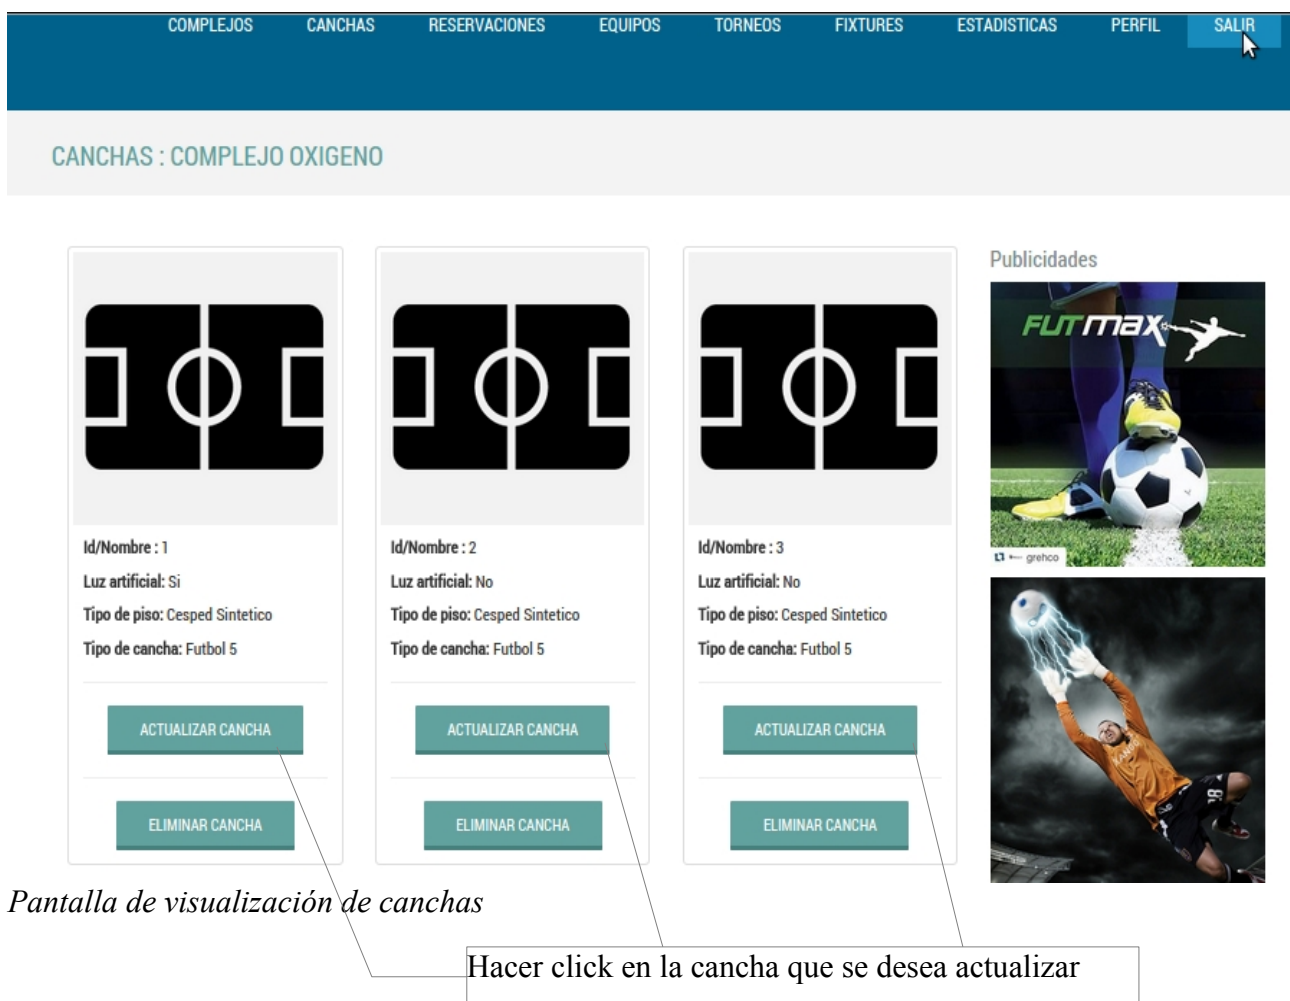 COMPLEJOS CANCHAS RESERVACIONES EQUIPOS TORNEOS FIXTURES ESTADISTICAS PERFIL SALIR
CANCHAS : COMPLEJO OXIGENO
Id/Nombre : 1
Luz artificial: Si
Tipo de piso: Cesped Sintetico
Tipo de cancha: Futbol 5
ACTUALIZAR CANCHA
ELIMINAR CANCHA
Id/Nombre : 2
Luz artificial: No
Tipo de piso: Cesped Sintetico
Tipo de cancha: Futbol 5
ACTUALIZAR CANCHA
ELIMINAR CANCHA
Id/Nombre : 3
Luz artificial: No
Tipo de piso: Cesped Sintetico
Tipo de cancha: Futbol 5
ACTUALIZAR CANCHA
ELIMINAR CANCHA
Publicidades
FUTMAX
grehco
Pantalla de visualización de canchas
Hacer click en la cancha que se desea actualizar